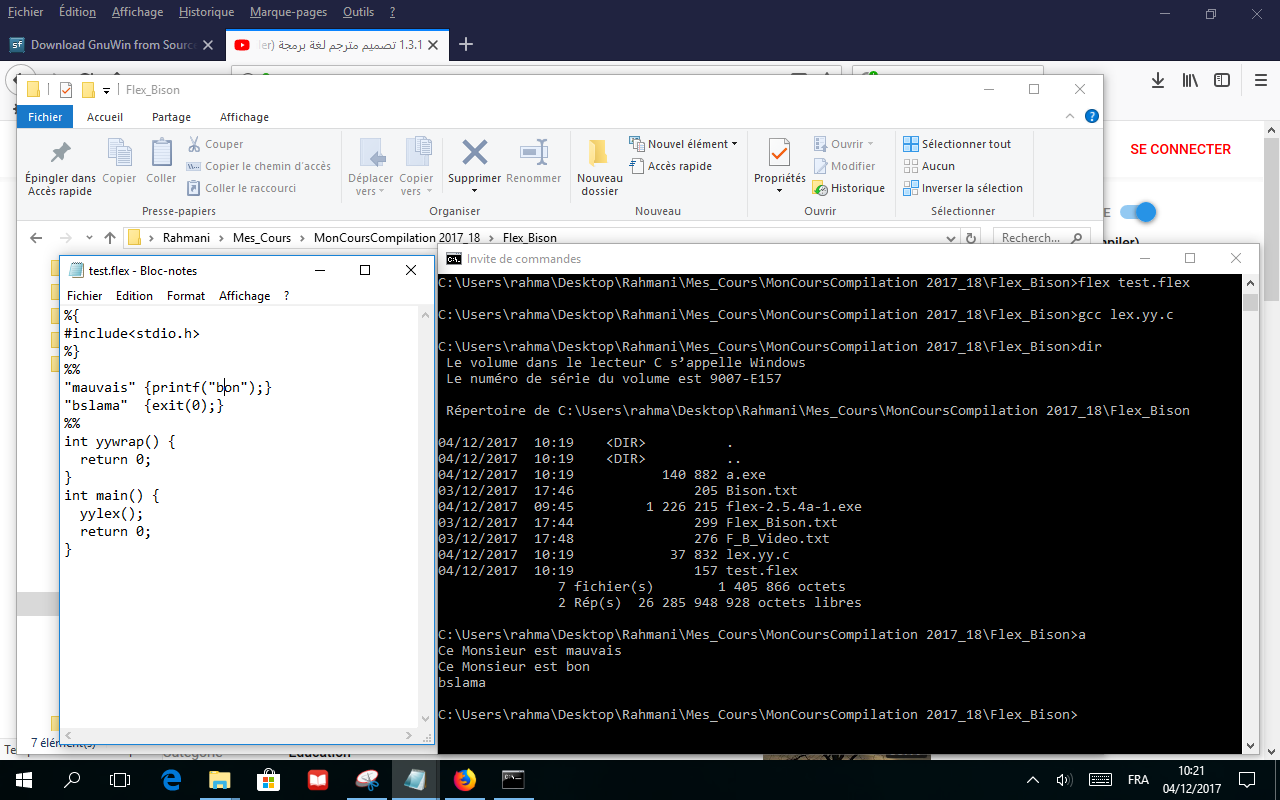 Fichier Édition Affichage Historique Marque-pages Outils ?
Download GnuWin from Sourc
1.3.1 تصميم مترجم لغة برمجة
Flex_Bison
Fichier Accueil Partage Affichage
Épingler dans Accès rapide
Copier
Coller
Couper
Copier le chemin d'accès
Coller le raccourci
Presse-papiers
Déplacer vers
Copier vers
Supprimer
Renommer
Organiser
Nouveau dossier
Nouvel élément
Accès rapide
Nouveau
Propriétés
Ouvrir
Modifier
Historique
Ouvrir
Sélectionner tout
Aucun
Inverser la sélection
Sélectionner
SE CONNECTER
Rahmani > Mes_Cours > MonCoursCompilation 2017_18 > Flex_Bison
Recherch...
test.flex - Bloc-notes
Fichier Edition Format Affichage ?
%{
#include<stdio.h>
%}
%%
"mauvais" {printf("bon");}
"bslama"  {exit(0);}
%%
int yywrap() {
  return 0;
}
int main() {
  yylex();
  return 0;
}
Invite de commandes
C:\Users\rahma\Desktop\Rahmani\Mes_Cours\MonCoursCompilation 2017_18\Flex_Bison>flex test.flex
C:\Users\rahma\Desktop\Rahmani\Mes_Cours\MonCoursCompilation 2017_18\Flex_Bison>gcc lex.yy.c
C:\Users\rahma\Desktop\Rahmani\Mes_Cours\MonCoursCompilation 2017_18\Flex_Bison>dir
 Le volume dans le lecteur C s’appelle Windows
 Le numéro de série du volume est 9007-E157
 Répertoire de C:\Users\rahma\Desktop\Rahmani\Mes_Cours\MonCoursCompilation 2017_18\Flex_Bison
04/12/2017  10:19    <DIR>          .
04/12/2017  10:19    <DIR>          ..
04/12/2017  10:19           140 882 a.exe
03/12/2017  17:46               205 Bison.txt
04/12/2017  09:45         1 226 215 flex-2.5.4a-1.exe
03/12/2017  17:44               299 Flex_Bison.txt
03/12/2017  17:48               276 F_B_Video.txt
04/12/2017  10:19            37 832 lex.yy.c
04/12/2017  10:19               157 test.flex
               7 fichier(s)        1 405 866 octets
               2 Rép(s)  26 285 948 928 octets libres
C:\Users\rahma\Desktop\Rahmani\Mes_Cours\MonCoursCompilation 2017_18\Flex_Bison>a
Ce Monsieur est mauvais
Ce Monsieur est bon
bslama
C:\Users\rahma\Desktop\Rahmani\Mes_Cours\MonCoursCompilation 2017_18\Flex_Bison>
7 élément(s)
FRA
10:21
04/12/2017